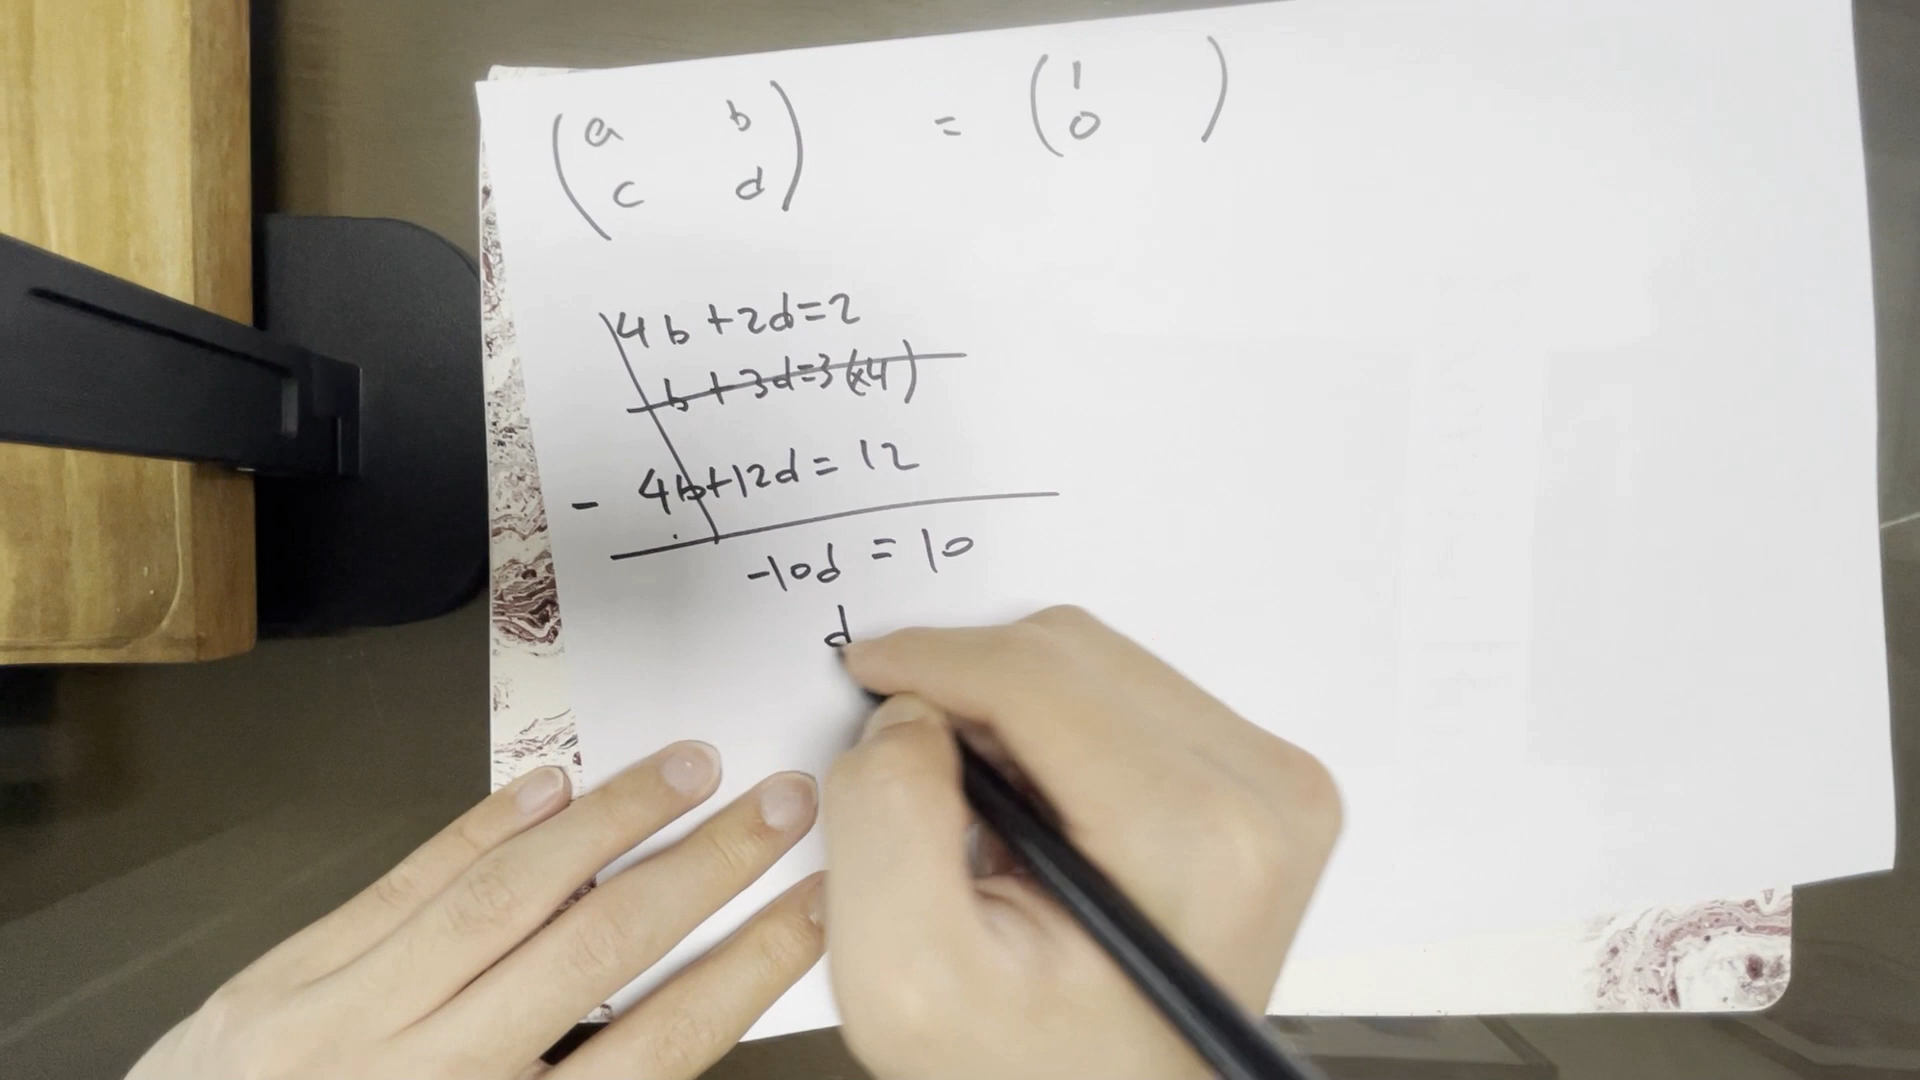 (a b) = (1 )
(c d) (0 )
4b+2d=2
b+3d=3(x4)
- 4b+12d=12
-10d=10
d